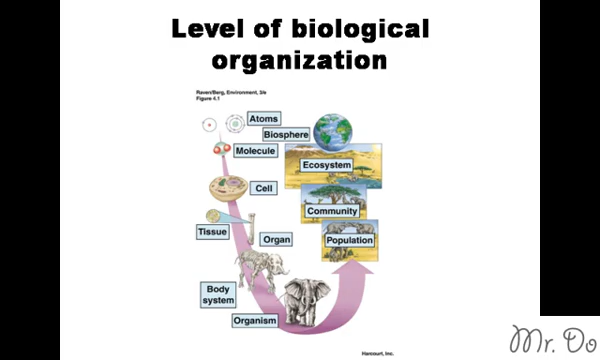 Level of biological
organization
Raven/Berg, Environment, 3/e
Figure 4.1
Atoms
Biosphere
Molecule
Ecosystem
Cell
Community
Tissue
Organ
Population
Body
system
Organism
Harcourt, Inc.
Mr. Do